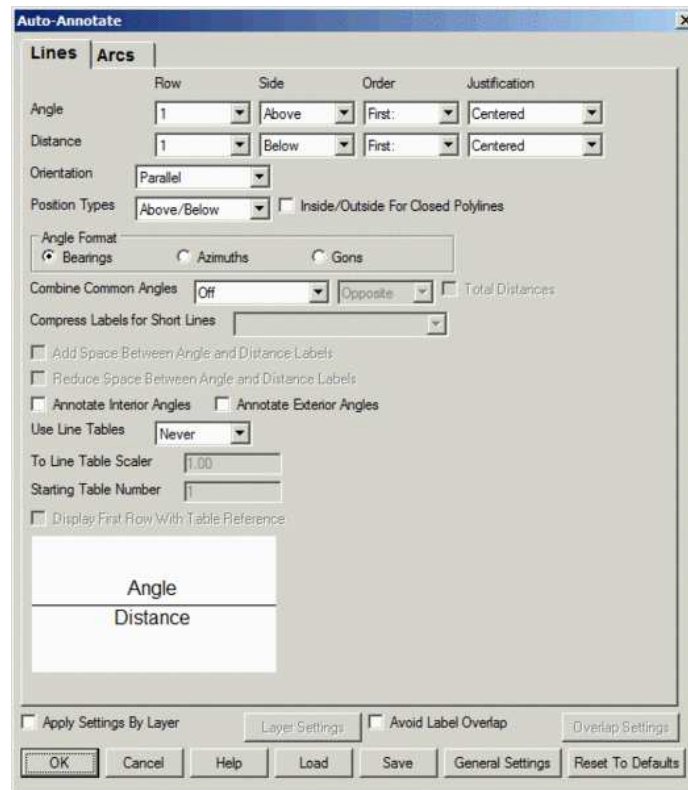 Auto-Annotate
Lines Arcs
Row Side Order Justification
Angle 1 Above First: Centered
Distance 1 Below First: Centered
Orientation Parallel
Position Types Above/Below Inside/Outside For Closed Polylines
Angle Format
Bearings Azimuths Gons
Combine Common Angles Off Opposite Total Distances
Compress Labels for Short Lines
Add Space Between Angle and Distance Labels
Reduce Space Between Angle and Distance Labels
Annotate Interior Angles Annotate Exterior Angles
Use Line Tables Never
To Line Table Scaler 1.00
Starting Table Number 1
Display First Row With Table Reference
Angle
Distance
Apply Settings By Layer Layer Settings Avoid Label Overlap Overlap Settings
OK Cancel Help Load Save General Settings Reset To Defaults